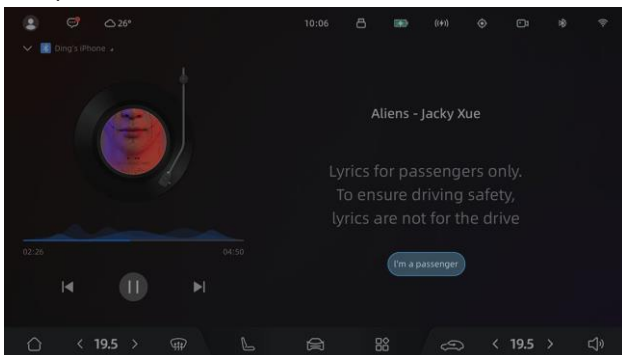 26°
10:06
Ding's iPhone
Aliens - Jacky Xue
Lyrics for passengers only.
To ensure driving safety,
lyrics are not for the drive
I'm a passenger
02:26
04:50
19.5
19.5